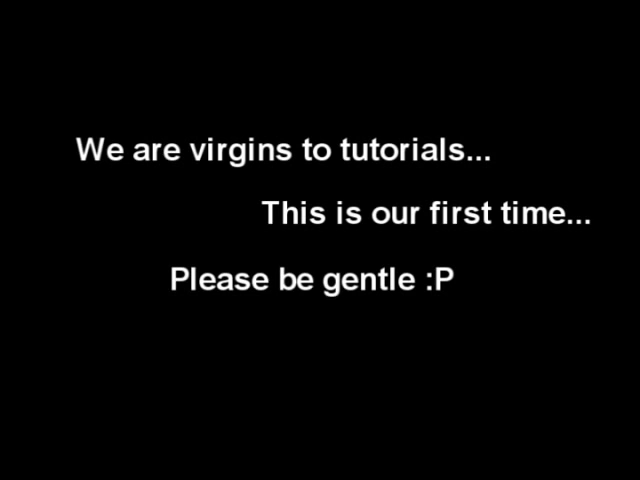 We are virgins to tutorials...
This is our first time...
Please be gentle :P